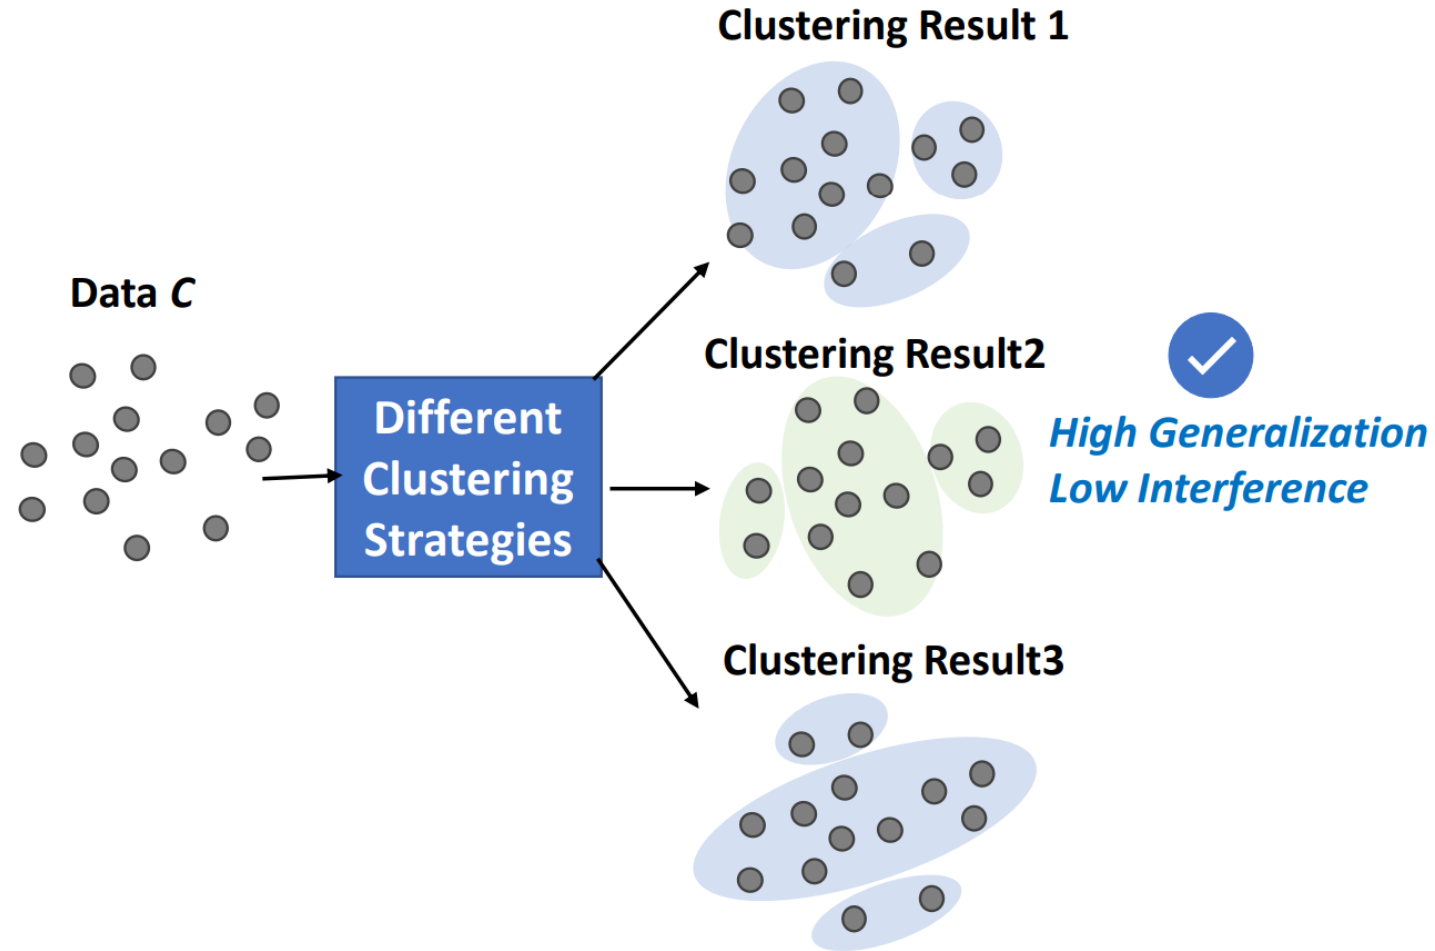 Clustering Result 1
Data C
Different
Clustering
Strategies
Clustering Result2
High Generalization
Low Interference
Clustering Result3